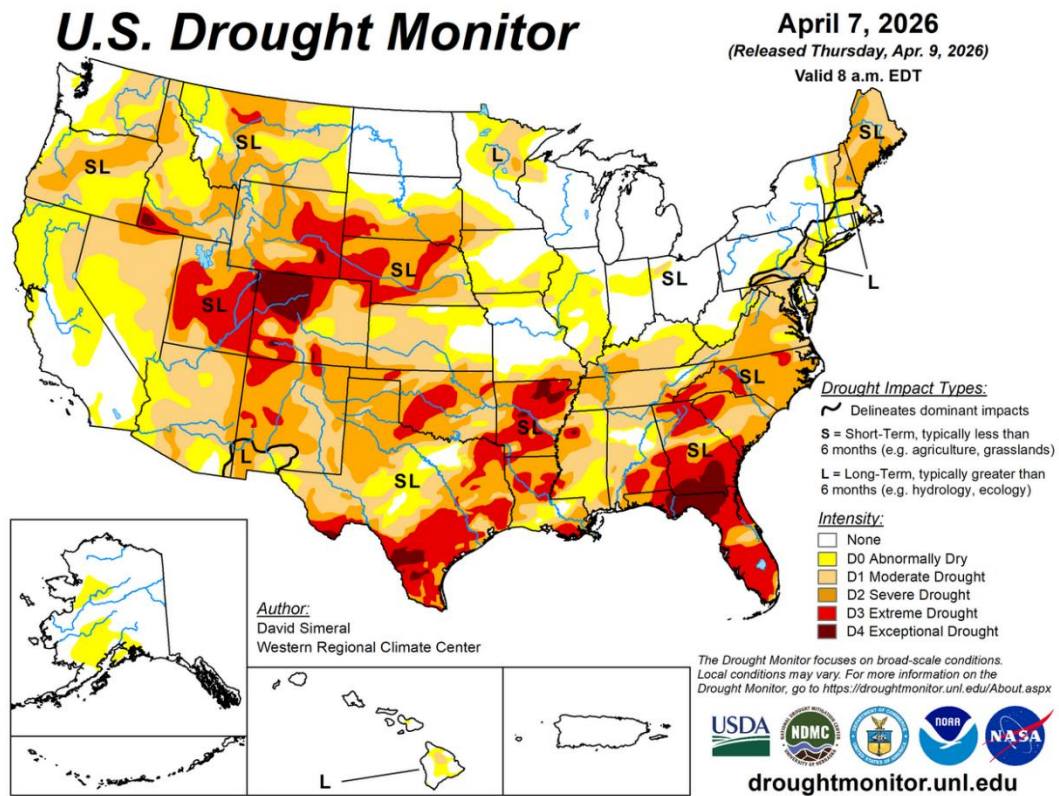 U.S. Drought Monitor
April 7, 2026
(Released Thursday, Apr. 9, 2026)
Valid 8 a.m. EDT
SL
SL
L
SL
SL
SL
SL
L
SL
SL
SL
SL
L
SL
Drought Impact Types:
Delineates dominant impacts
S = Short-Term, typically less than
6 months (e.g. agriculture, grasslands)
L = Long-Term, typically greater than
6 months (e.g. hydrology, ecology)
Intensity:
None
D0 Abnormally Dry
D1 Moderate Drought
D2 Severe Drought
D3 Extreme Drought
D4 Exceptional Drought
Author:
David Simeral
Western Regional Climate Center
L
The Drought Monitor focuses on broad-scale conditions.
Local conditions may vary. For more information on the
Drought Monitor, go to https://droughtmonitor.unl.edu/About.aspx
USDA
NDMC
NOAA
NASA
droughtmonitor.unl.edu